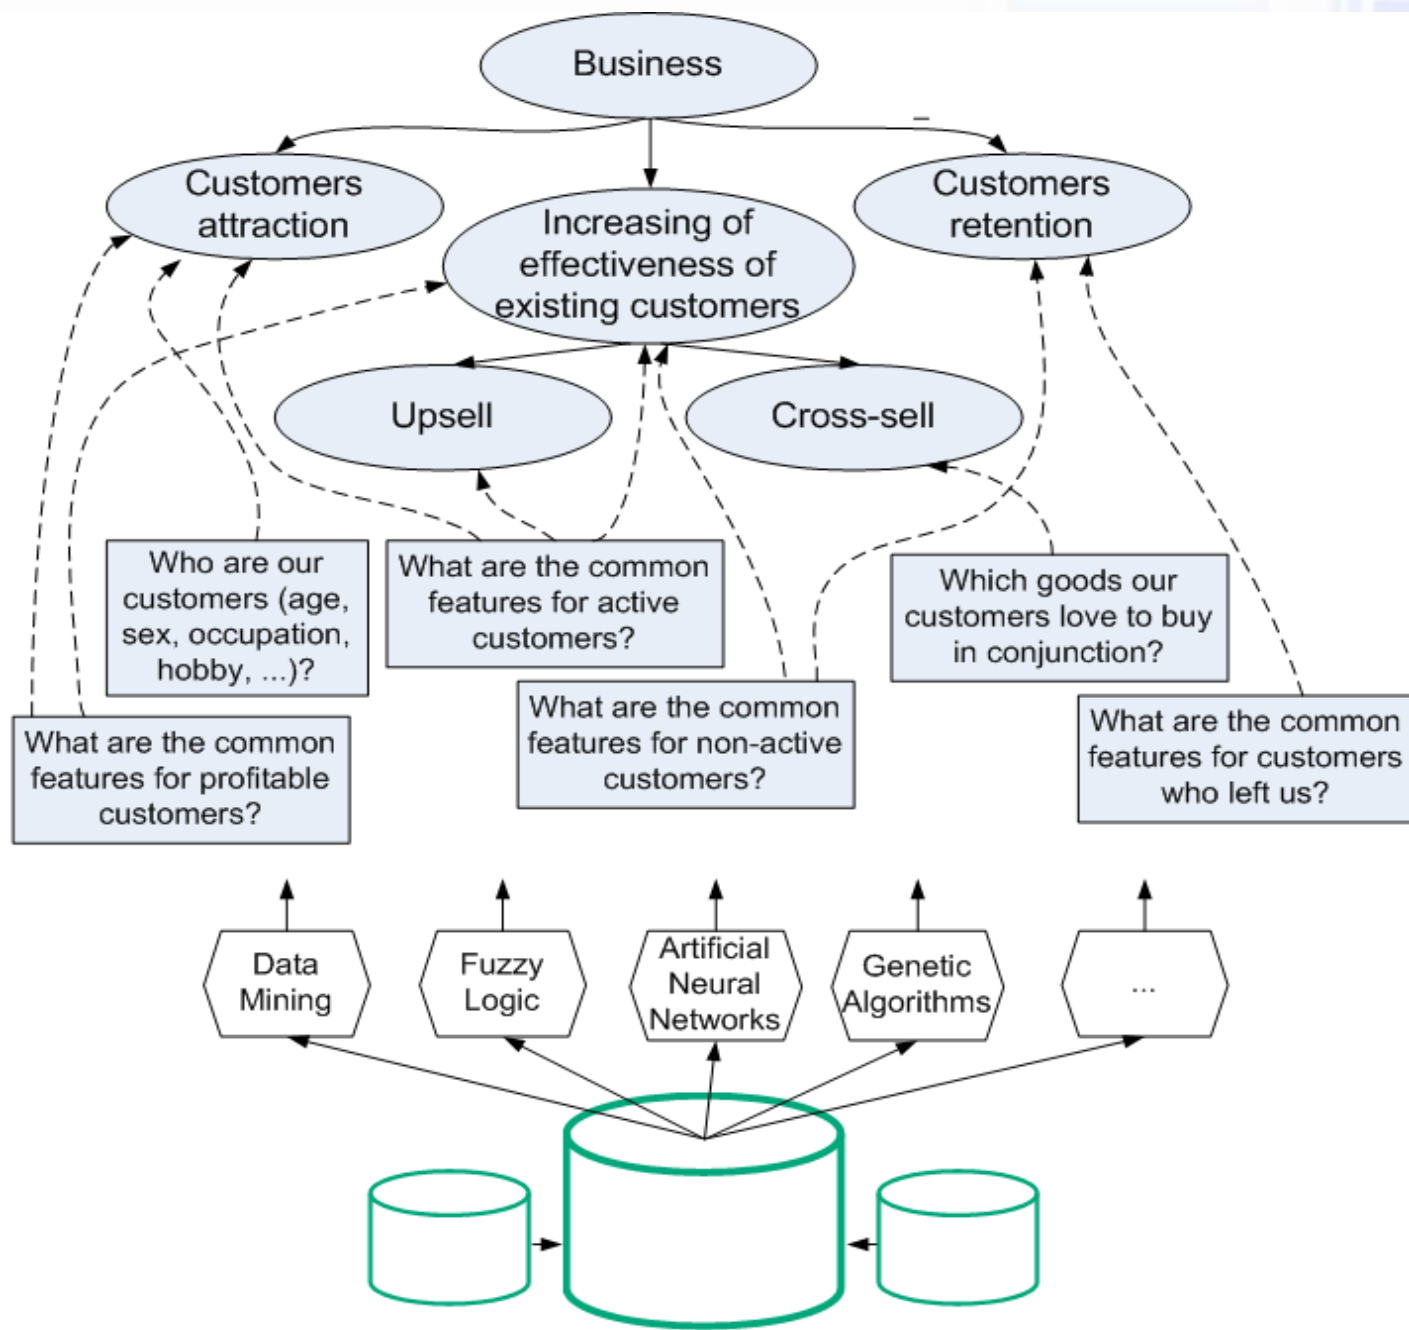 Business
Customers
attraction
Increasing of
effectiveness of
existing customers
Customers
retention
Upsell
Cross-sell
Who are our
customers (age,
sex, occupation,
hobby, ...)?
What are the common
features for active
customers?
Which goods our
customers love to buy
in conjunction?
What are the common
features for profitable
customers?
What are the common
features for non-active
customers?
What are the common
features for customers
who left us?
Data
Mining
Fuzzy
Logic
Artificial
Neural
Networks
Genetic
Algorithms
...